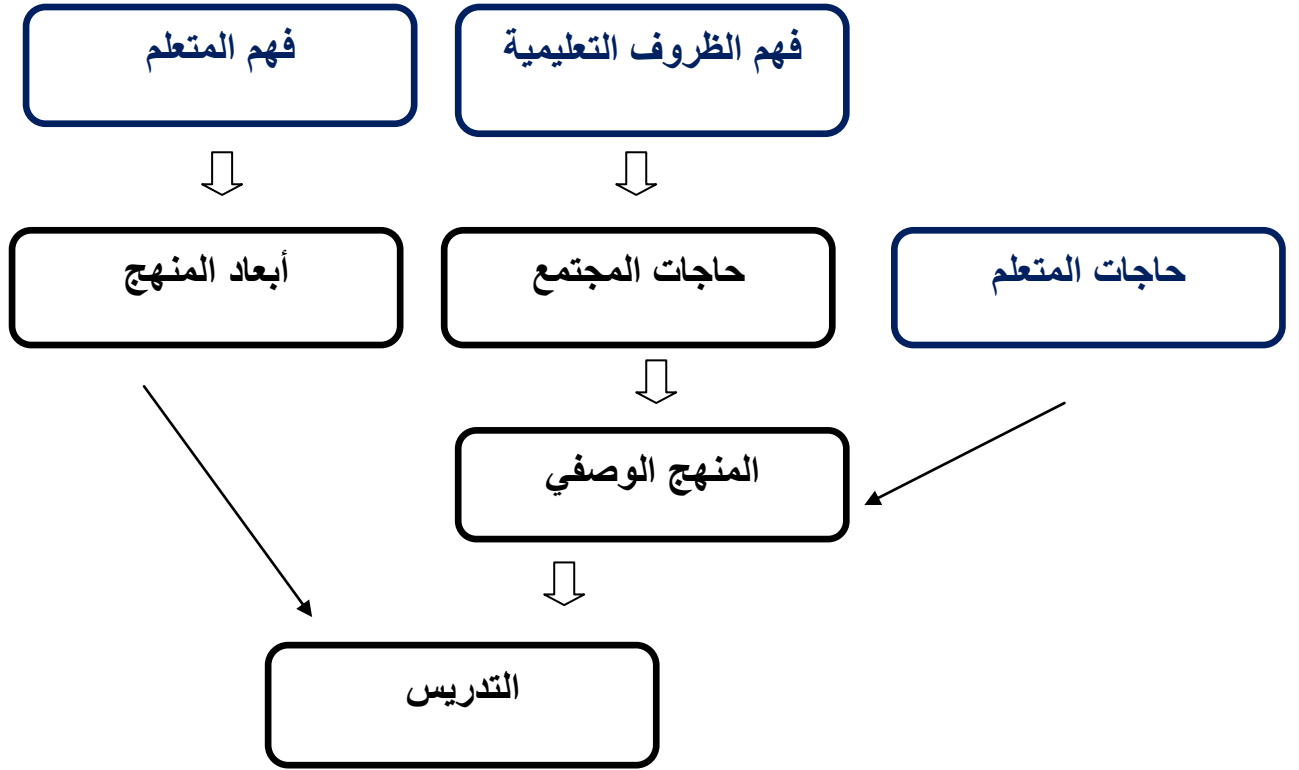 فهم الظروف التعليمية
فهم المتعلم
حاجات المتعلم
حاجات المجتمع
أبعاد المنهج
المنهج الوصفي
التدريس